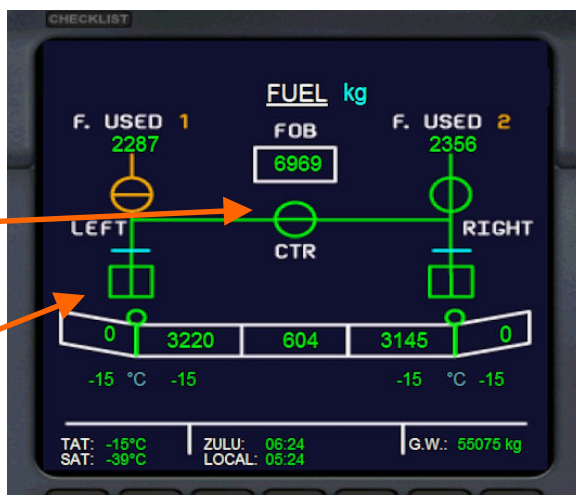 CHECKLIST
FUEL kg
F. USED 1
FOB
F. USED 2
2287
6969
2356
LEFT
CTR
RIGHT
0 3220 604 3145 0
-15 °C -15
-15 °C -15
TAT: -15°C
ZULU: 06:24
G.W.: 55075 kg
SAT: -39°C
LOCAL: 05:24